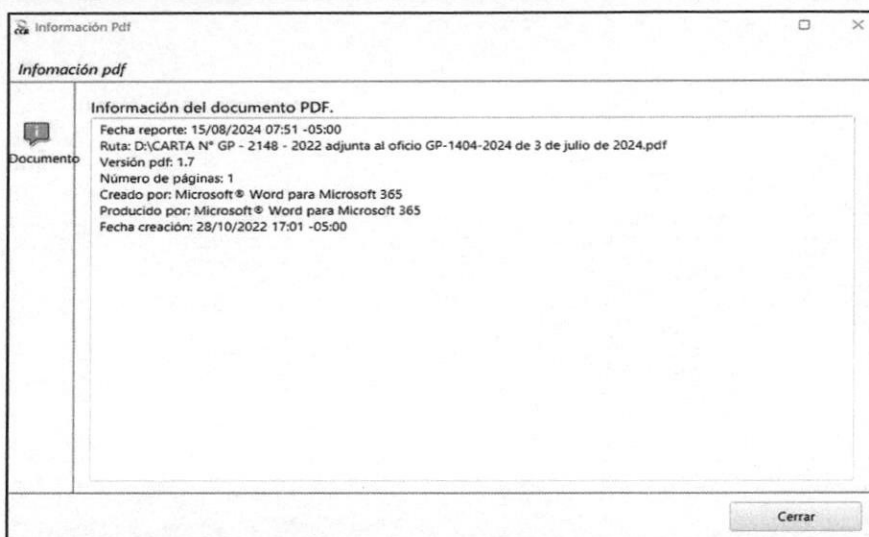 Información Pdf
Infomación pdf
Documento
Información del documento PDF.
Fecha reporte: 15/08/2024 07:51 -05:00
Ruta: D:\CARTA N° GP - 2148 - 2022 adjunta al oficio GP-1404-2024 de 3 de julio de 2024.pdf
Versión pdf: 1.7
Número de páginas: 1
Creado por: Microsoft® Word para Microsoft 365
Producido por: Microsoft® Word para Microsoft 365
Fecha creación: 28/10/2022 17:01 -05:00
Cerrar